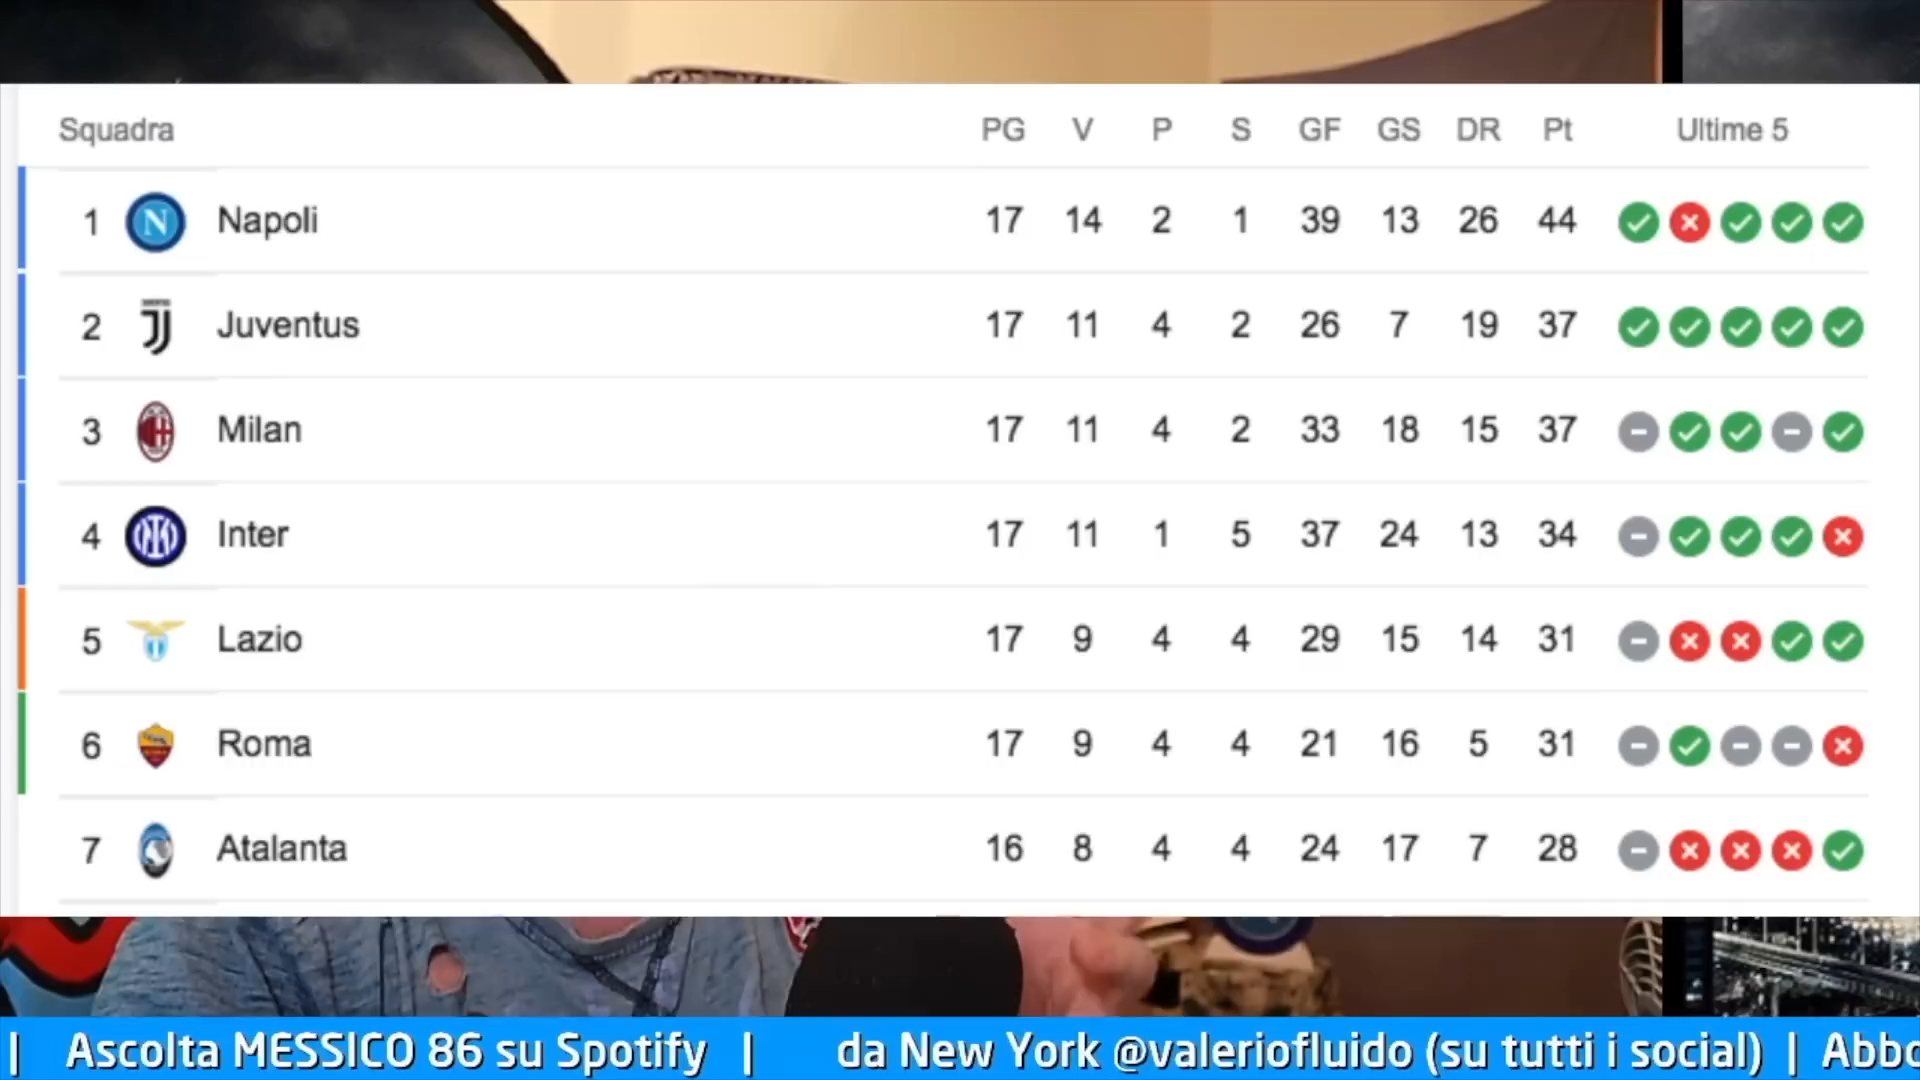 Squadra PG V P S GF GS DR Pt Ultime 5
1 N Napoli 17 14 2 1 39 13 26 44
2 Juventus 17 11 4 2 26 7 19 37
3 Milan 17 11 4 2 33 18 15 37
4 Inter 17 11 1 5 37 24 13 34
5 Lazio 17 9 4 4 29 15 14 31
6 Roma 17 9 4 4 21 16 5 31
7 Atalanta 16 8 4 4 24 17 7 28
| Ascolta MESSICO 86 su Spotify | da New York @valeriofluido (su tutti i social) | Abbo